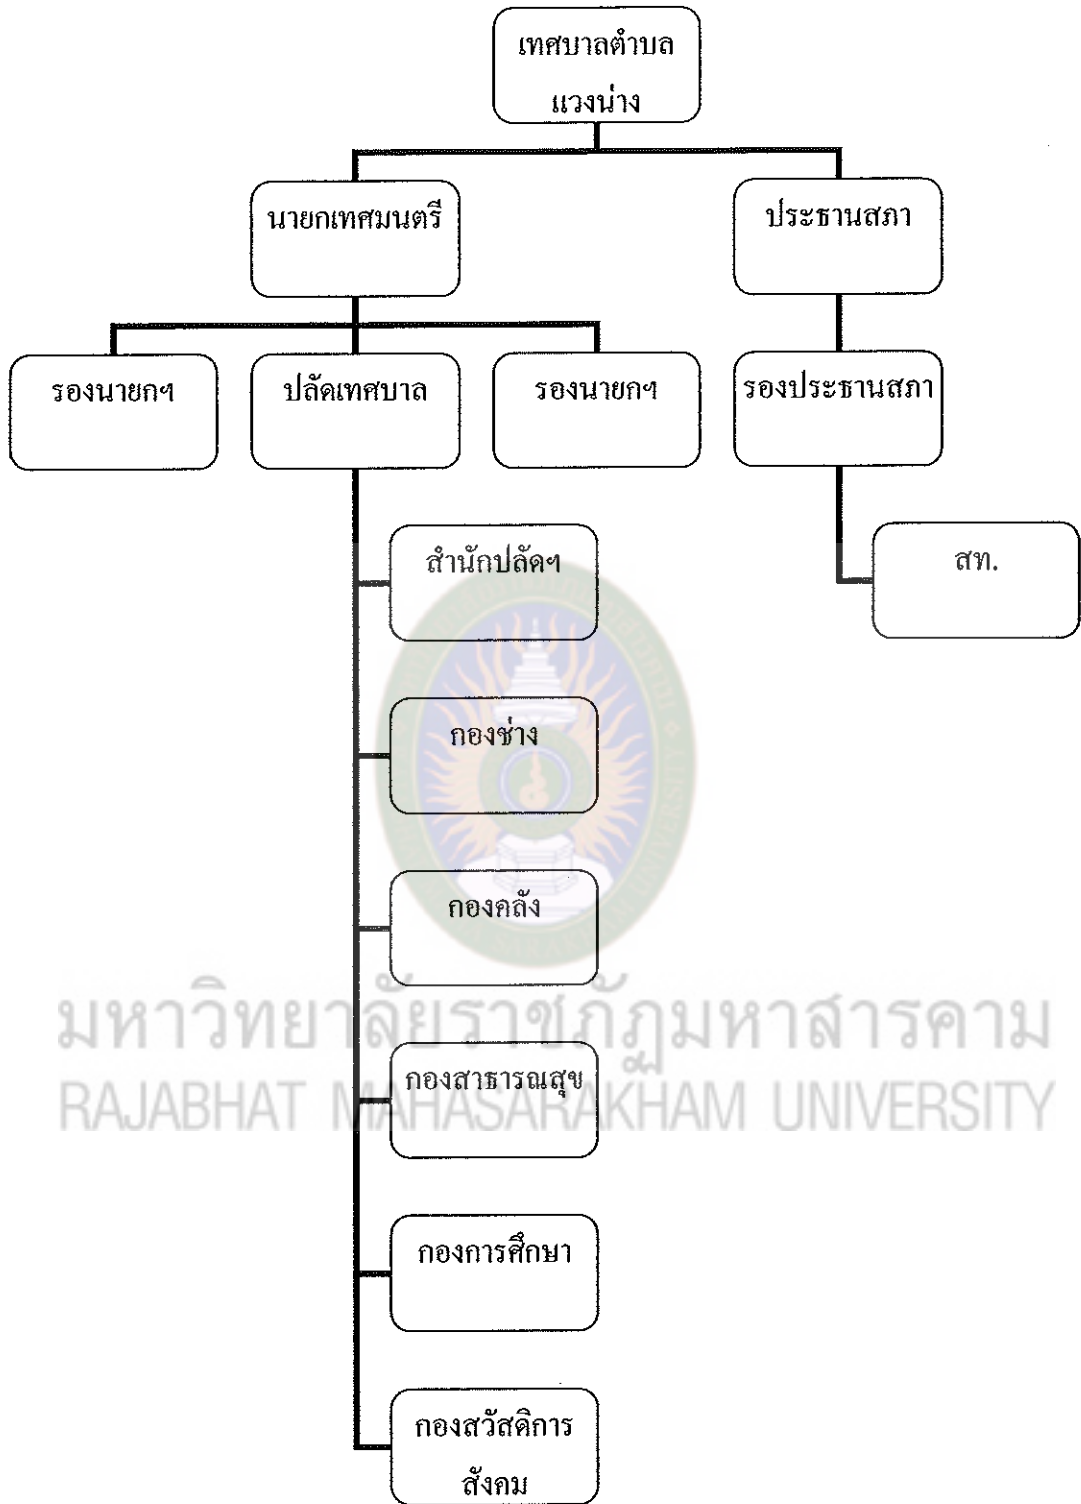 เทศบาลตำบล
แวงน่าง
นายกเทศมนตรี
ประธานสภา
รองนายกฯ
ปลัดเทศบาล
รองนายกฯ
รองประธานสภา
สำนักปลัดฯ
สท.
กองช่าง
กองคลัง
มหาวิทยาลัยราชภัฏมหาสารคาม
กองสาธารณสุข
RAJABHAT MAHASARAKHAM UNIVERSITY
กองการศึกษา
กองสวัสดิการ
สังคม